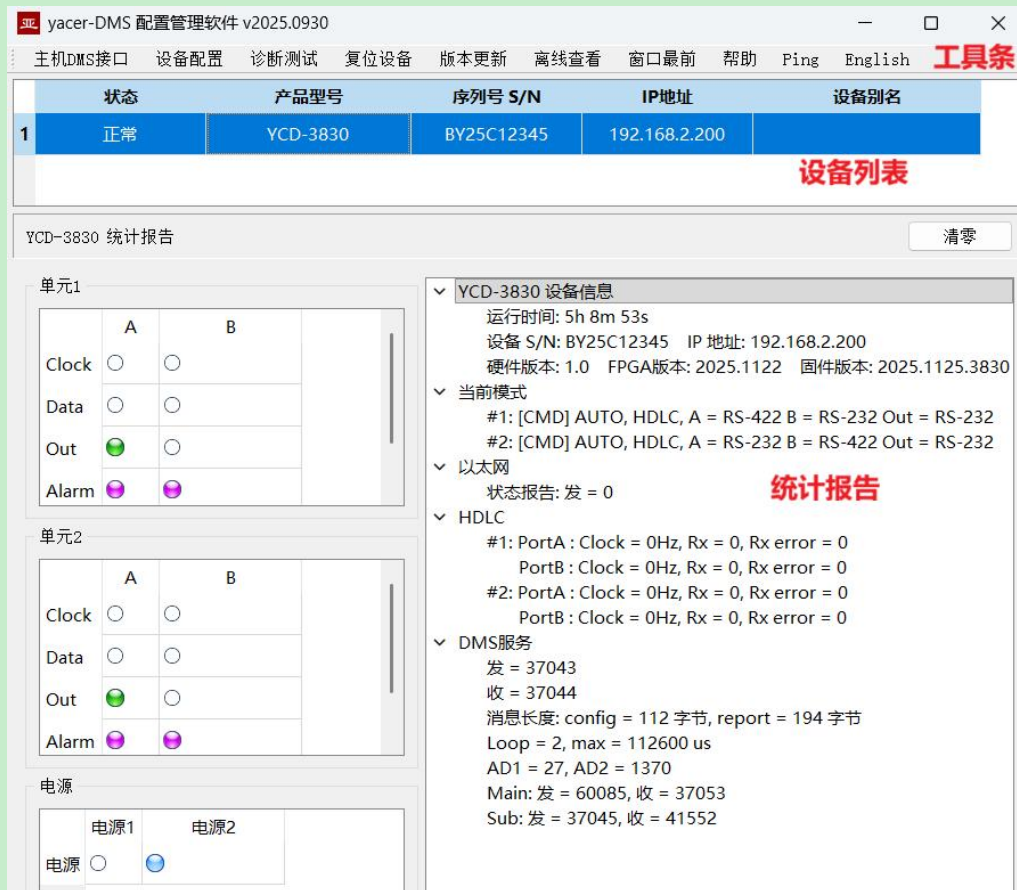 亚 yacer-DMS 配置管理软件 v2025.0930
主机DMS接口 设备配置 诊断测试 复位设备 版本更新 离线查看 窗口最前 帮助 Ping English 工具条
状态 产品型号 序列号 S/N IP地址 设备别名
1 正常 YCD-3830 BY25C12345 192.168.2.200
设备列表
YCD-3830 统计报告 清零
单元1
A B
Clock
Data
Out
Alarm
单元2
A B
Clock
Data
Out
Alarm
电源
电源1 电源2
电源
YCD-3830 设备信息
运行时间: 5h 8m 53s
设备 S/N: BY25C12345 IP 地址: 192.168.2.200
硬件版本: 1.0 FPGA版本: 2025.1122 固件版本: 2025.1125.3830
当前模式
#1: [CMD] AUTO, HDLC, A = RS-422 B = RS-232 Out = RS-232
#2: [CMD] AUTO, HDLC, A = RS-232 B = RS-422 Out = RS-232
以太网
状态报告: 发 = 0
统计报告
HDLC
#1: PortA : Clock = 0Hz, Rx = 0, Rx error = 0
PortB : Clock = 0Hz, Rx = 0, Rx error = 0
#2: PortA : Clock = 0Hz, Rx = 0, Rx error = 0
PortB : Clock = 0Hz, Rx = 0, Rx error = 0
DMS服务
发 = 37043
收 = 37044
消息长度: config = 112 字节, report = 194 字节
Loop = 2, max = 112600 us
AD1 = 27, AD2 = 1370
Main: 发 = 60085, 收 = 37053
Sub: 发 = 37045, 收 = 41552